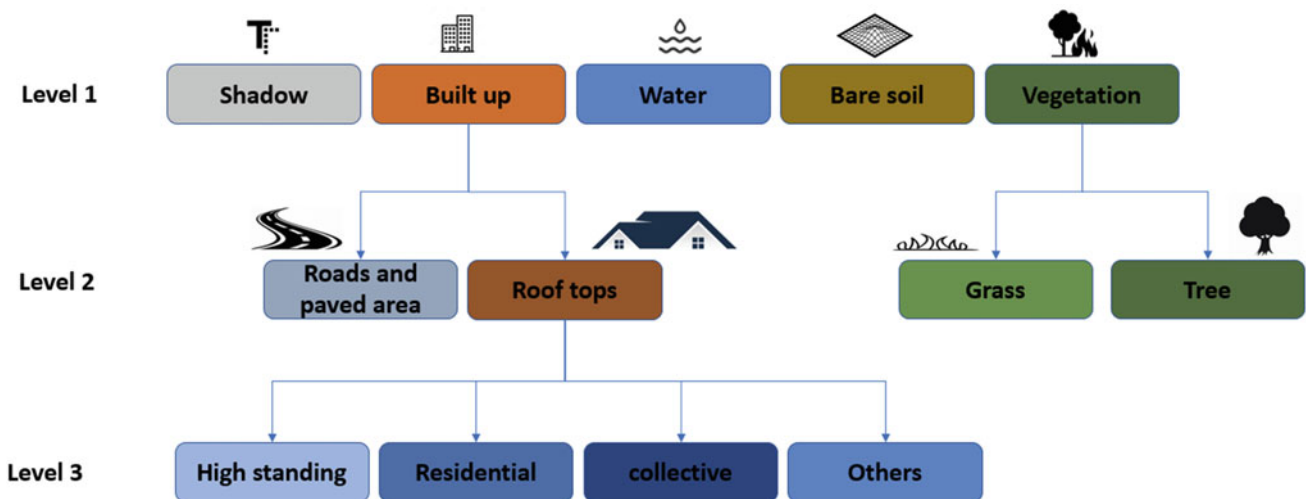 Level 1
Shadow
Built up
Water
Bare soil
Vegetation
Level 2
Roads and
paved area
Roof tops
Grass
Tree
Level 3
High standing
Residential
collective
Others